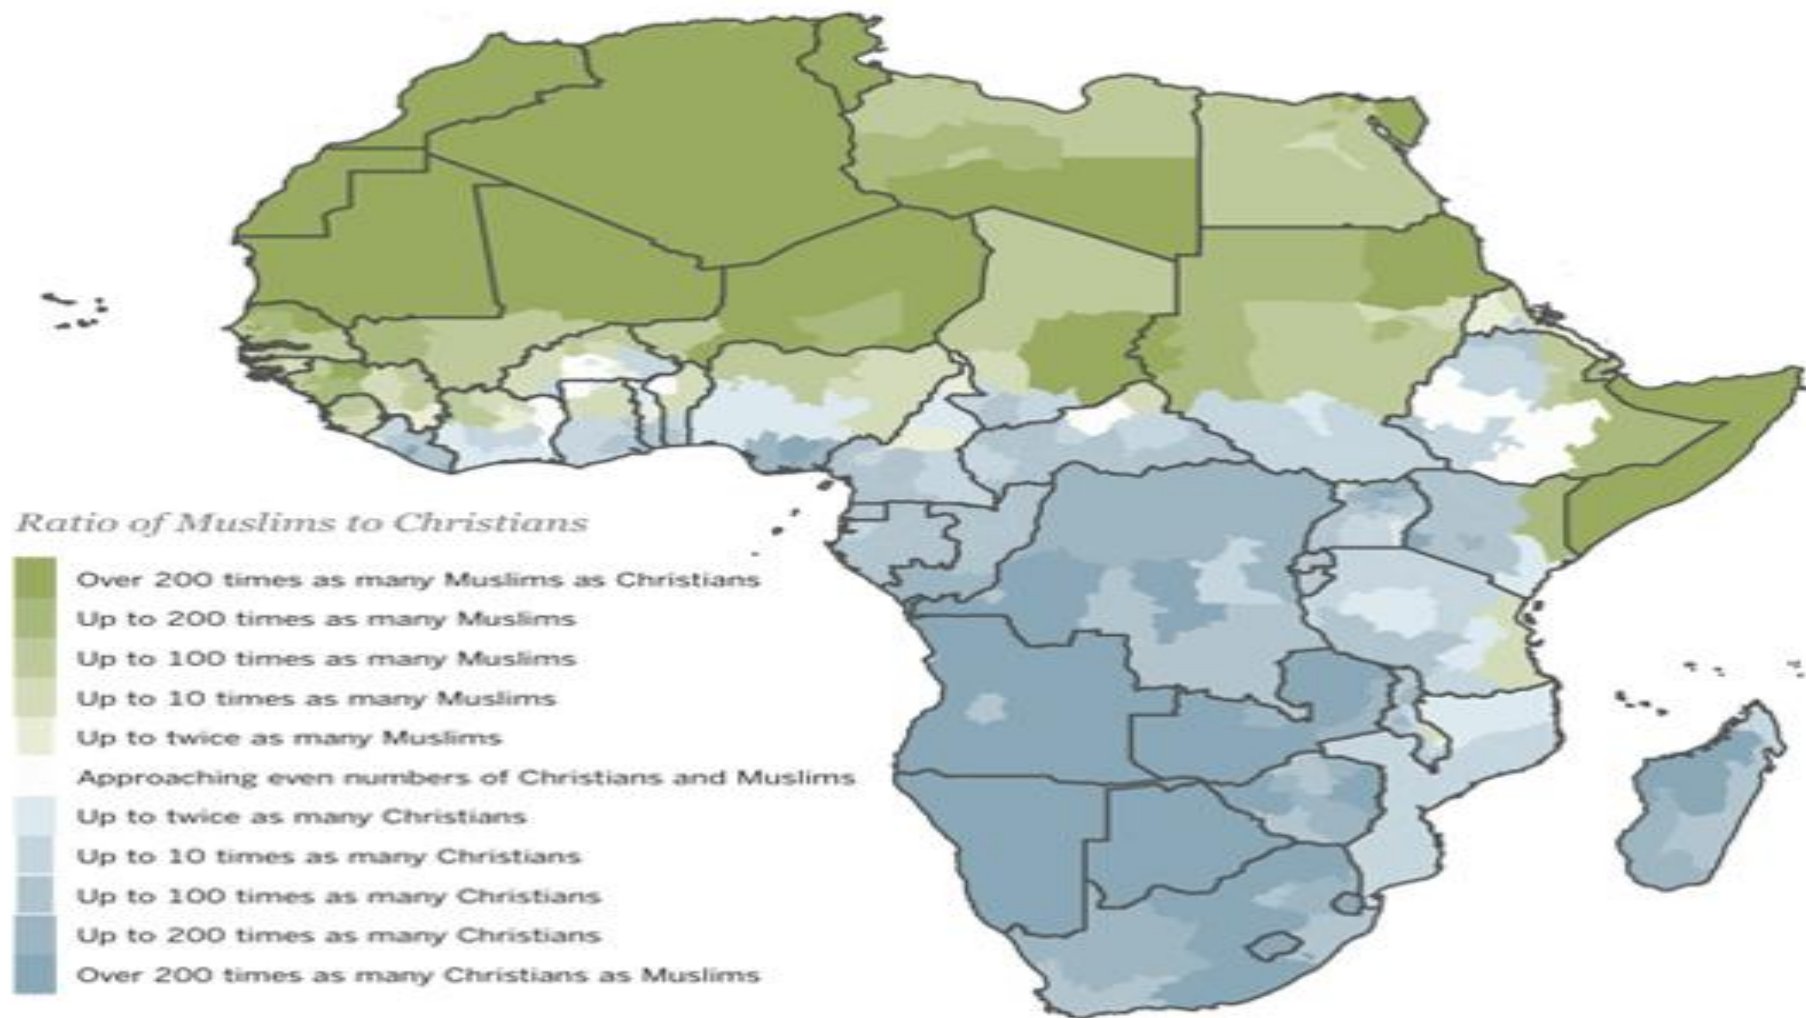 Ratio of Muslims to Christians
Over 200 times as many Muslims as Christians
Up to 200 times as many Muslims
Up to 100 times as many Muslims
Up to 10 times as many Muslims
Up to twice as many Muslims
Approaching even numbers of Christians and Muslims
Up to twice as many Christians
Up to 10 times as many Christians
Up to 100 times as many Christians
Up to 200 times as many Christians
Over 200 times as many Christians as Muslims